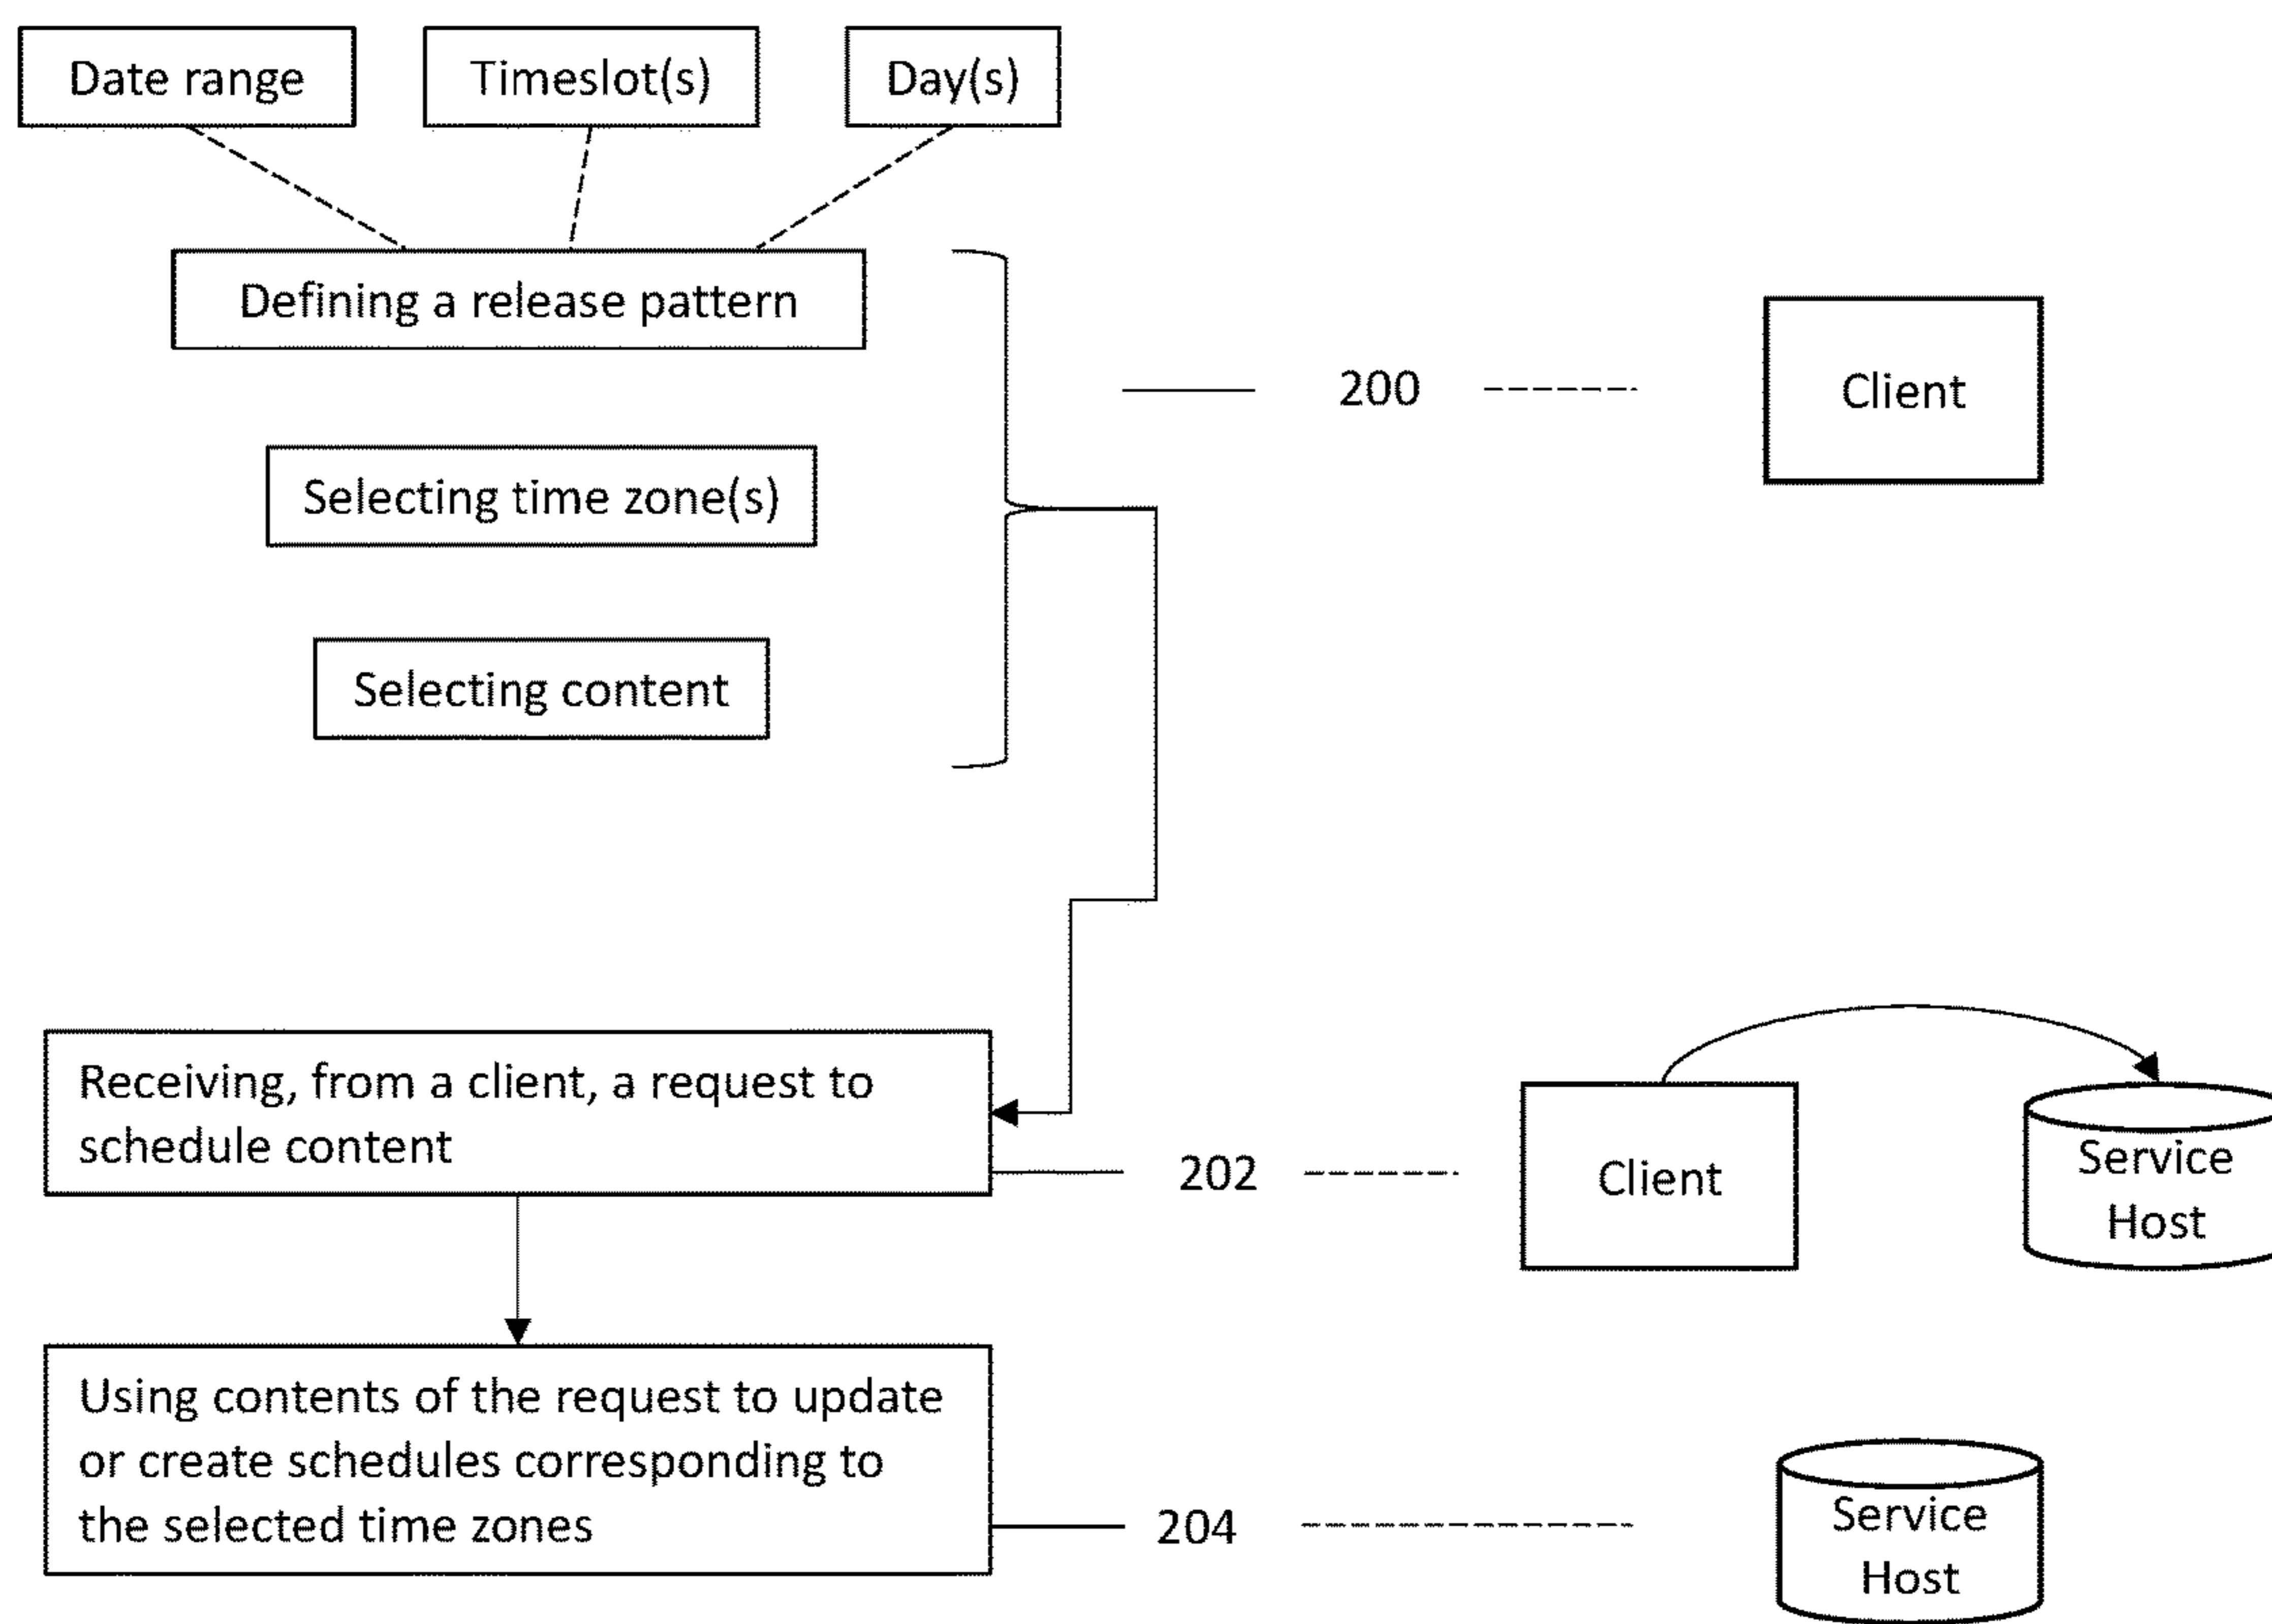 Date range
Timeslot(s)
Day(s)
Defining a release pattern
200
Client
Selecting time zone(s)
Selecting content
Receiving, from a client, a request to
schedule content
202
Client
Service
Host
Using contents of the request to update
or create schedules corresponding to
the selected time zones
204
Service
Host